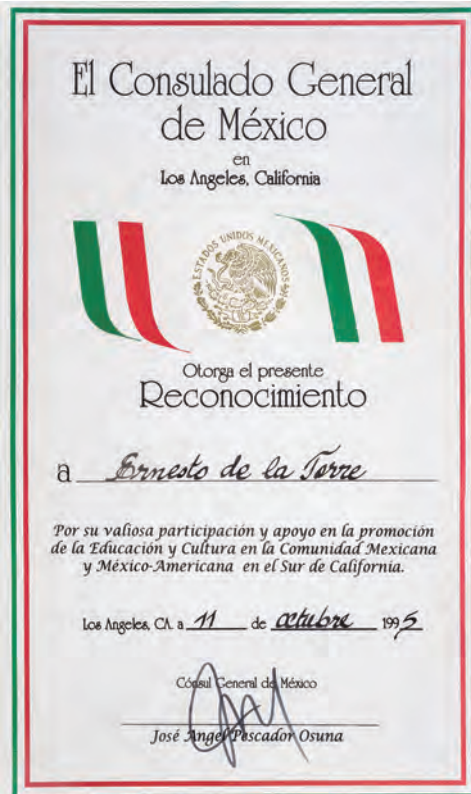 El Consulado General
de México
en
Los Angeles, California
ESTADOS UNIDOS MEXICANOS
Otorga el presente
Reconocimiento
a Ernesto de la Torre
Por su valiosa participación y apoyo en la promoción
de la Educación y Cultura en la Comunidad Mexicana
y México-Americana en el Sur de California.
Los Angeles, CA. a 11 de octubre 1995
Cónsul General de México
José Angel Pescador Osuna